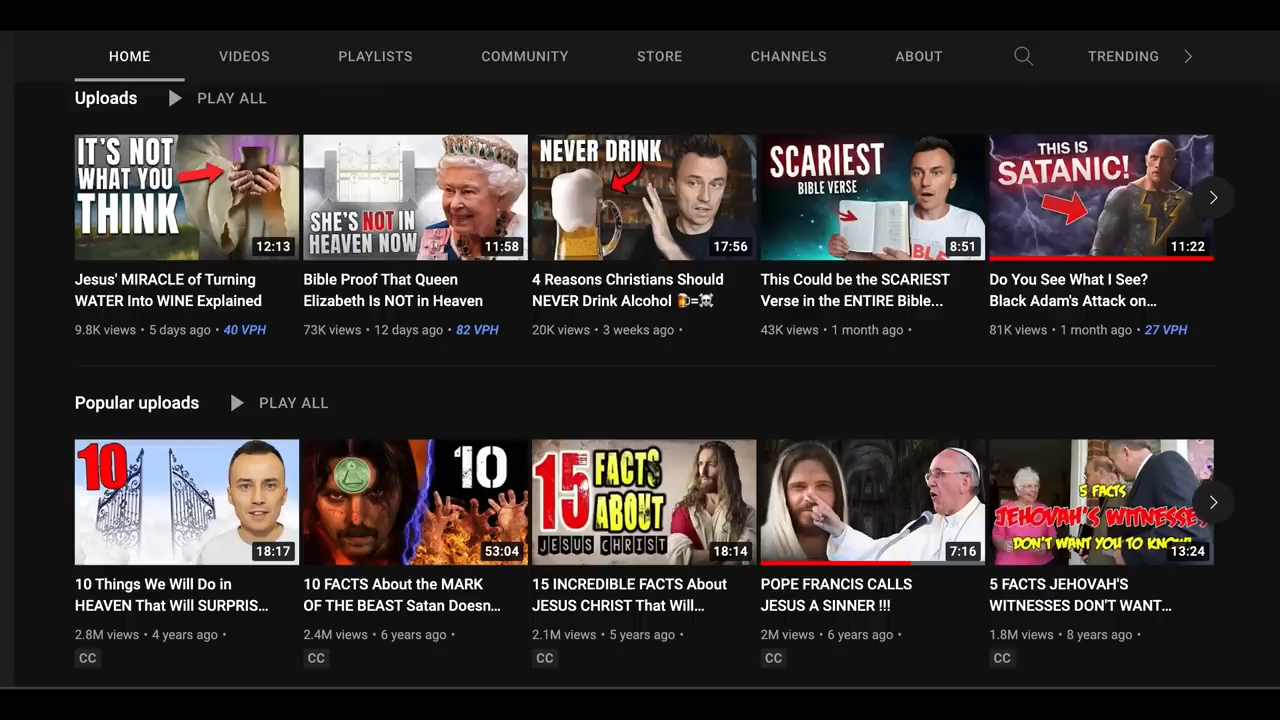 HOME VIDEOS PLAYLISTS COMMUNITY STORE CHANNELS ABOUT TRENDING
Uploads PLAY ALL
IT'S NOT
WHAT YOU
THINK
12:13
SHE'S NOT IN
HEAVEN NOW
11:58
NEVER DRINK
17:56
SCARIEST
BIBLE VERSE
8:51
THIS IS
SATANIC!
11:22
Jesus' MIRACLE of Turning
WATER Into WINE Explained
9.8K views • 5 days ago • 40 VPH
Bible Proof That Queen
Elizabeth Is NOT in Heaven
73K views • 12 days ago • 82 VPH
4 Reasons Christians Should
NEVER Drink Alcohol 🍺=☠
20K views • 3 weeks ago •
This Could be the SCARIEST
Verse in the ENTIRE Bible...
43K views • 1 month ago •
Do You See What I See?
Black Adam's Attack on...
81K views • 1 month ago • 27 VPH
Popular uploads PLAY ALL
10
18:17
10
53:04
15 FACTS
ABOUT
JESUS CHRIST
18:14
7:16
5 FACTS
JEHOVAH'S WITNESSES
DON'T WANT YOU TO
13:24
10 Things We Will Do in
HEAVEN That Will SURPRIS...
2.8M views • 4 years ago •
CC
10 FACTS About the MARK
OF THE BEAST Satan Doesn...
2.4M views • 6 years ago •
CC
15 INCREDIBLE FACTS About
JESUS CHRIST That Will...
2.1M views • 5 years ago •
CC
POPE FRANCIS CALLS
JESUS A SINNER !!!
2M views • 6 years ago •
CC
5 FACTS JEHOVAH'S
WITNESSES DON'T WANT...
1.8M views • 8 years ago •
CC